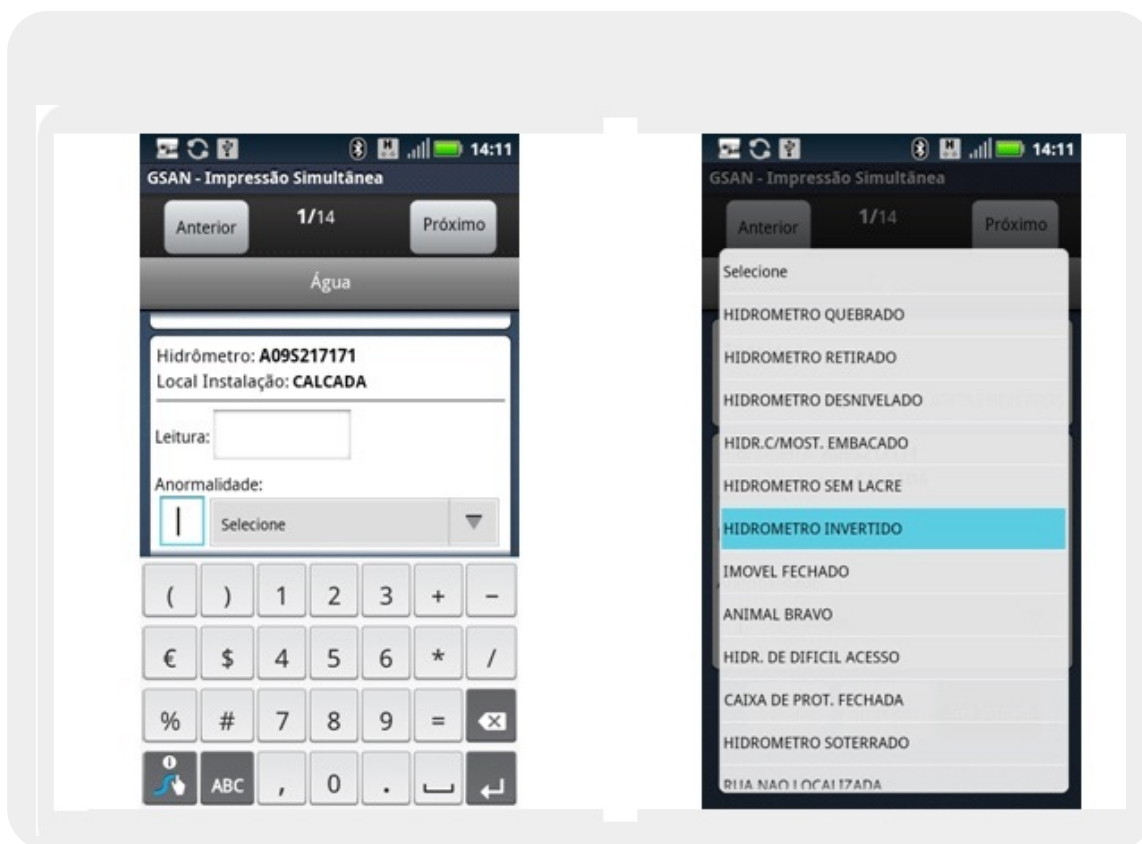 14:11
GSAN - Impressão Simultânea
Anterior 1/14 Próximo
Água
Hidrômetro: A09S217171
Local Instalação: CALCADA
Leitura:
Anormalidade:
Selecione
( ) 1 2 3 + −
€ $ 4 5 6 * /
% # 7 8 9 =
ABC , 0 .
14:11
GSAN - Impressão Simultânea
Anterior 1/14 Próximo
Selecione
HIDROMETRO QUEBRADO
HIDROMETRO RETIRADO
HIDROMETRO DESNIVELADO
HIDR.C/MOST. EMBACADO
HIDROMETRO SEM LACRE
HIDROMETRO INVERTIDO
IMOVEL FECHADO
ANIMAL BRAVO
HIDR. DE DIFICIL ACESSO
CAIXA DE PROT. FECHADA
HIDROMETRO SOTERRADO
RUA NAO LOCALIZADA